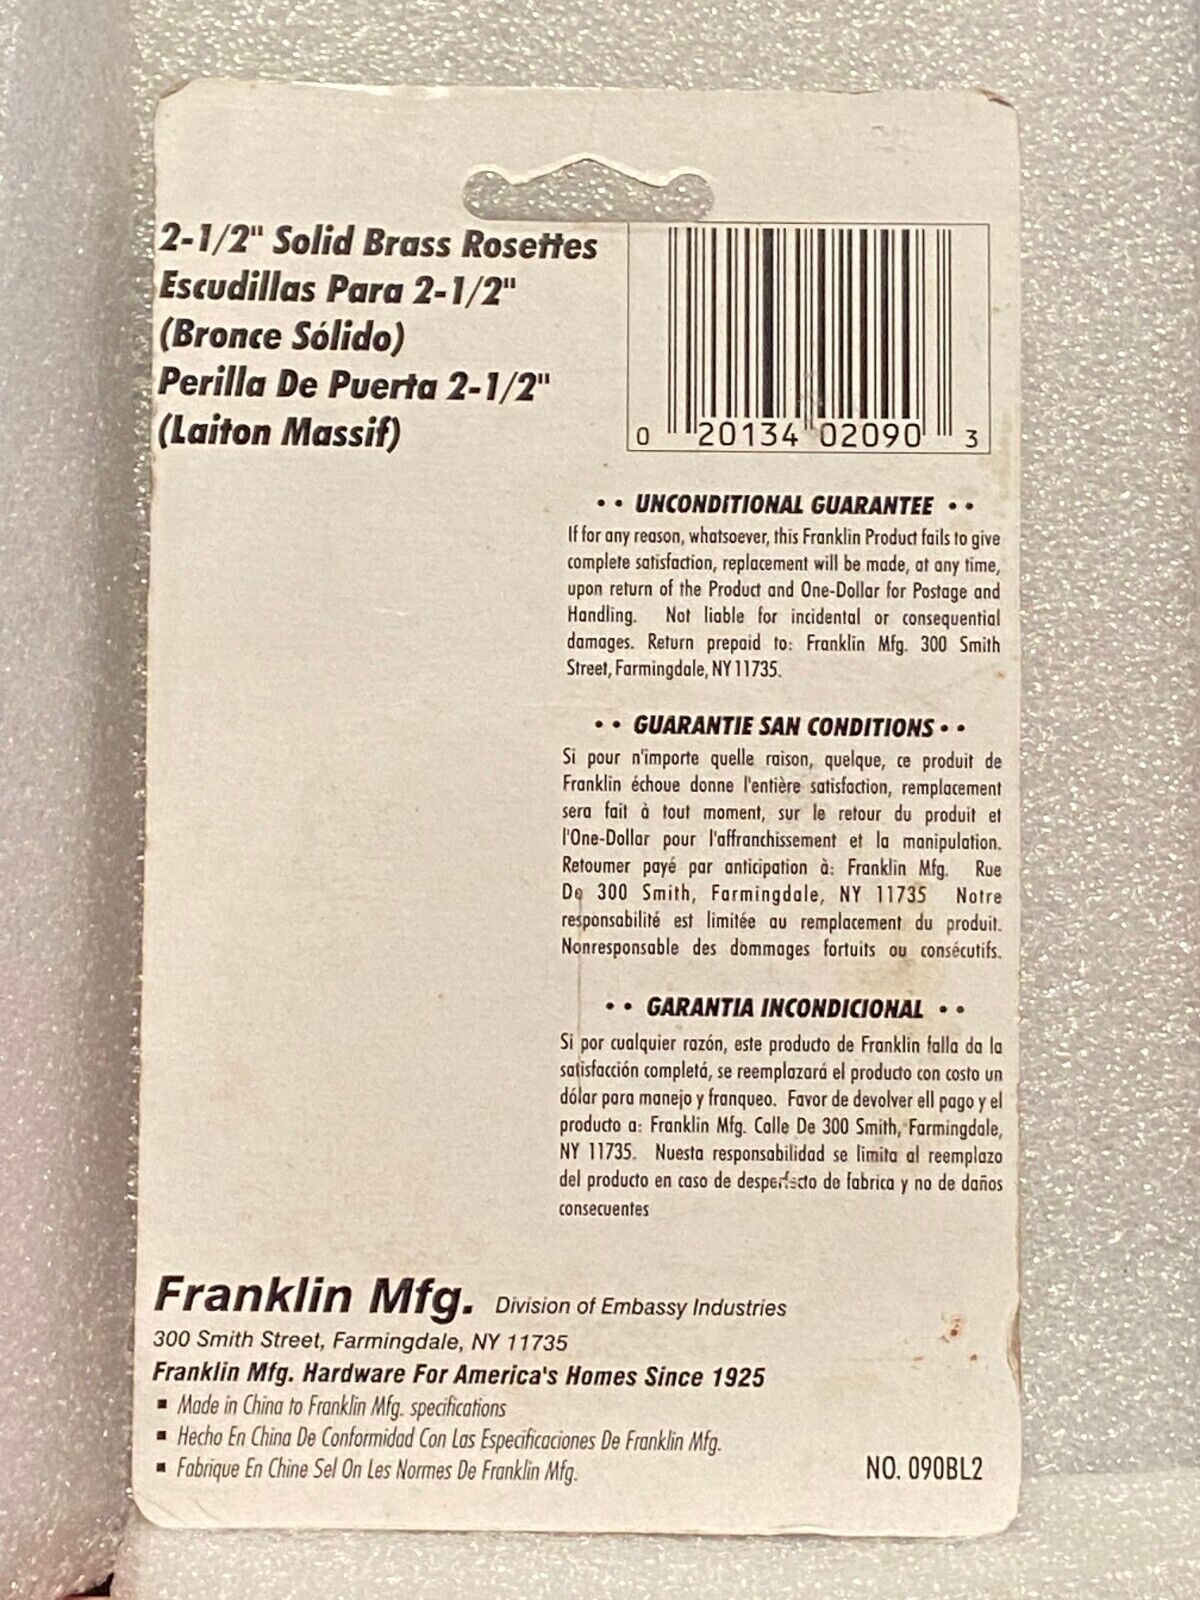 2-1/2" Solid Brass Rosettes
Escudillas Para 2-1/2"
(Bronce Sólido)
Perilla De Puerta 2-1/2"
(Laiton Massif)
0 20134 02090 3
•• UNCONDITIONAL GUARANTEE ••
If for any reason, whatsoever, this Franklin Product fails to give
complete satisfaction, replacement will be made, at any time,
upon return of the Product and One-Dollar for Postage and
Handling. Not liable for incidental or consequential
damages. Return prepaid to: Franklin Mfg. 300 Smith
Street, Farmingdale, NY 11735.
•• GUARANTIE SAN CONDITIONS ••
Si pour n'importe quelle raison, quelque, ce produit de
Franklin échoue donne l'entière satisfaction, remplacement
sera fait à tout moment, sur le retour du produit et
l'One-Dollar pour l'affranchissement et la manipulation.
Retoumer payé par anticipation à: Franklin Mfg. Rue
De 300 Smith, Farmingdale, NY 11735 Notre
responsabilité est limitée au remplacement du produit.
Nonresponsable des dommages fortuits ou consécutifs.
•• GARANTIA INCONDICIONAL ••
Si por cualquier razón, este producto de Franklin falla da la
satisfacción completá, se reemplazará el producto con costo un
dólar para manejo y franqueo. Favor de devolver ell pago y el
producto a: Franklin Mfg. Calle De 300 Smith, Farmingdale,
NY 11735. Nuesta responsabilidad se limita al reemplazo
del producto en caso de desperfecto de fabrica y no de daños
consecuentes
Franklin Mfg. Division of Embassy Industries
300 Smith Street, Farmingdale, NY 11735
Franklin Mfg. Hardware For America's Homes Since 1925
▪ Made in China to Franklin Mfg. specifications
▪ Hecho En China De Conformidad Con Las Especificaciones De Franklin Mfg.
▪ Fabrique En Chine Sel On Les Normes De Franklin Mfg.
NO. 090BL2